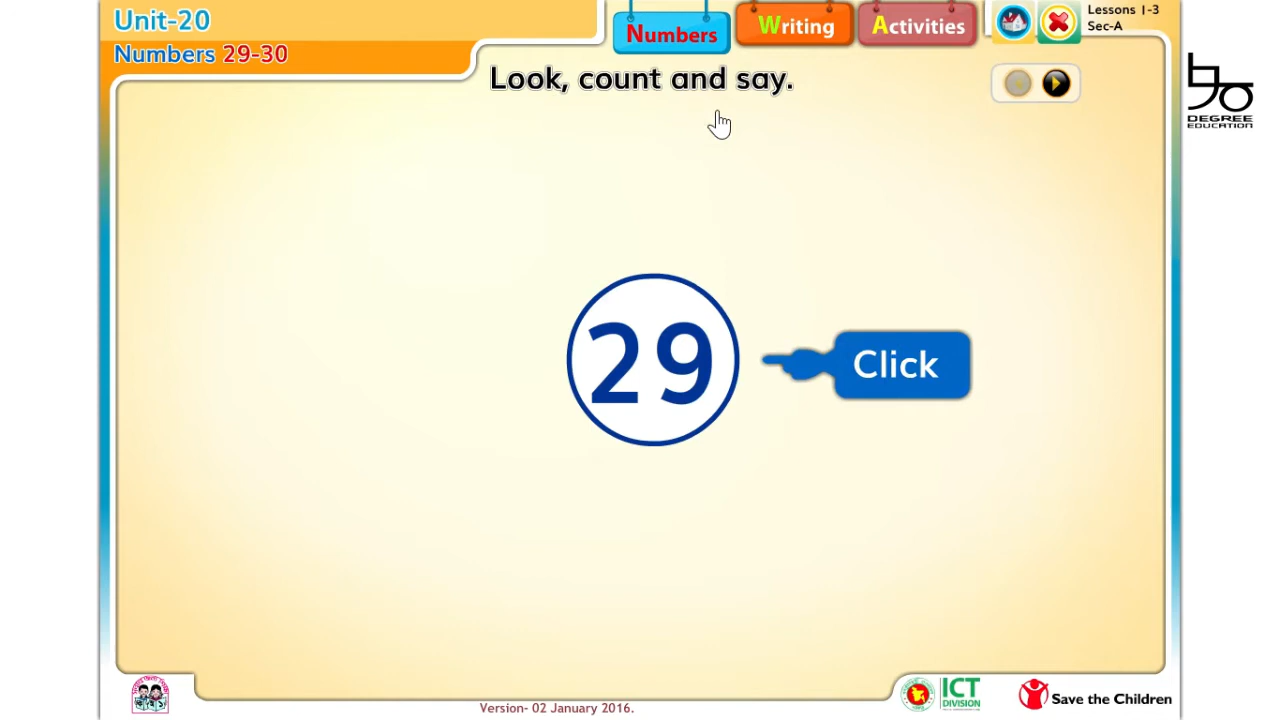 Unit-20
Numbers 29-30
Numbers
Writing
Activities
Lessons 1-3
Sec-A
Look, count and say.
DEGREE
EDUCATION
29
Click
Version- 02 January 2016.
ICT
DIVISION
Save the Children